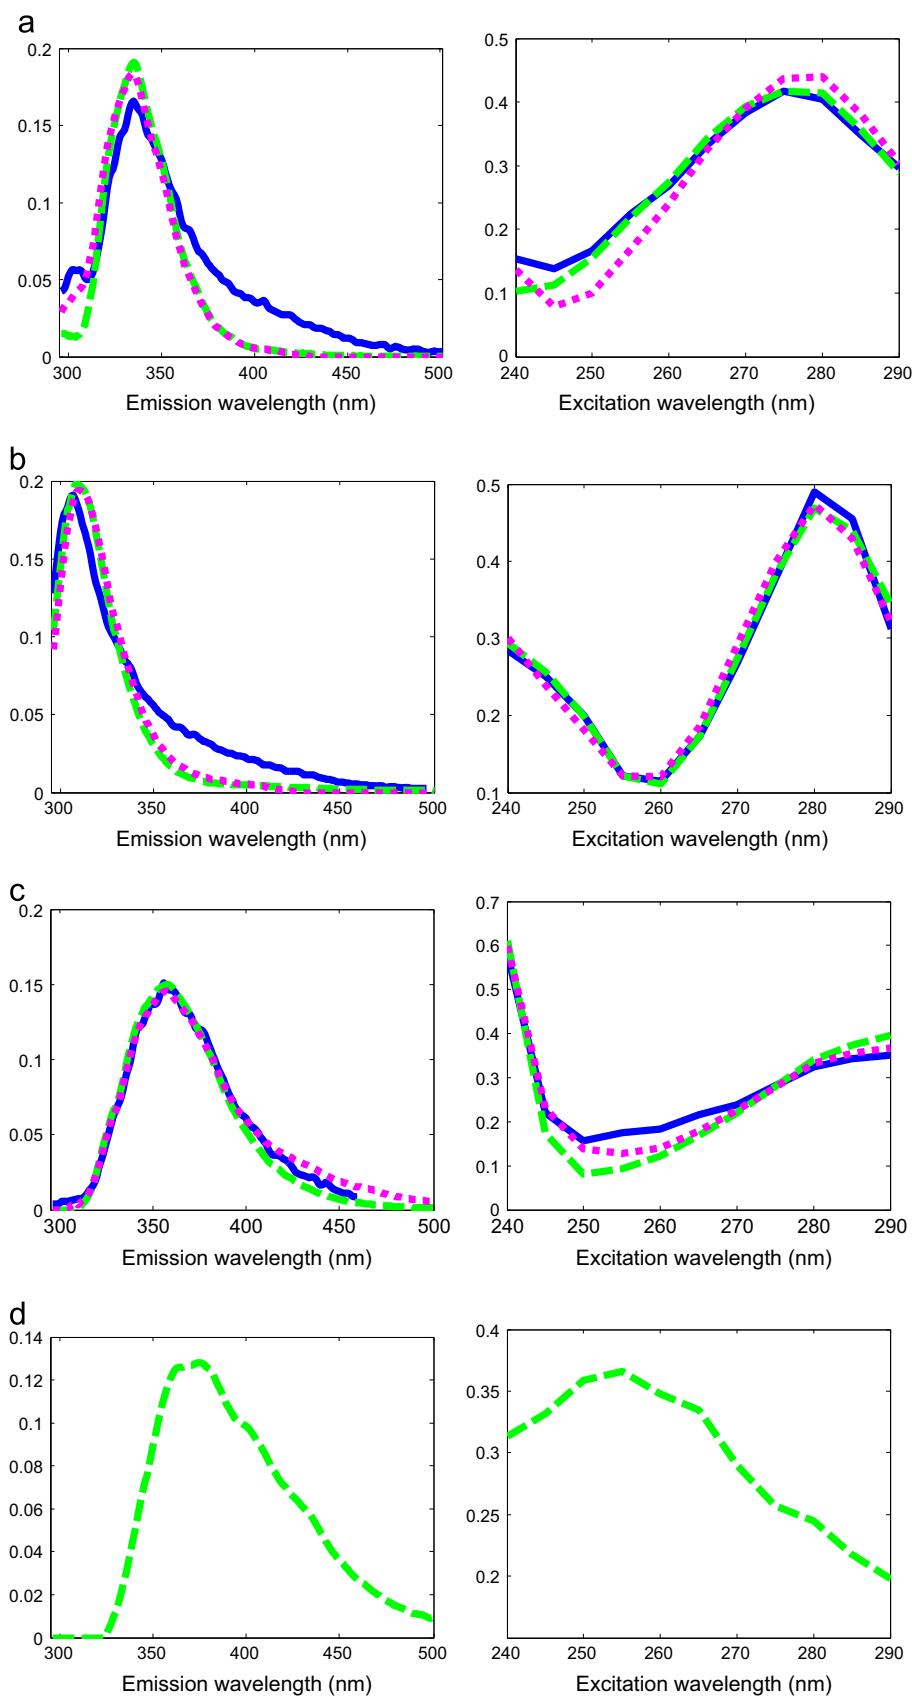 a
0.2
0.15
0.1
0.05
0
300 350 400 450 500
Emission wavelength (nm)
0.5
0.4
0.3
0.2
0.1
0
240 250 260 270 280 290
Excitation wavelength (nm)
b
0.2
0.15
0.1
0.05
0
300 350 400 450 500
Emission wavelength (nm)
0.5
0.4
0.3
0.2
0.1
240 250 260 270 280 290
Excitation wavelength (nm)
c
0.2
0.15
0.1
0.05
0
300 350 400 450 500
Emission wavelength (nm)
0.7
0.6
0.5
0.4
0.3
0.2
0.1
0
240 250 260 270 280 290
Excitation wavelength (nm)
d
0.14
0.12
0.1
0.08
0.06
0.04
0.02
0
300 350 400 450 500
Emission wavelength (nm)
0.4
0.35
0.3
0.25
0.2
240 250 260 270 280 290
Excitation wavelength (nm)